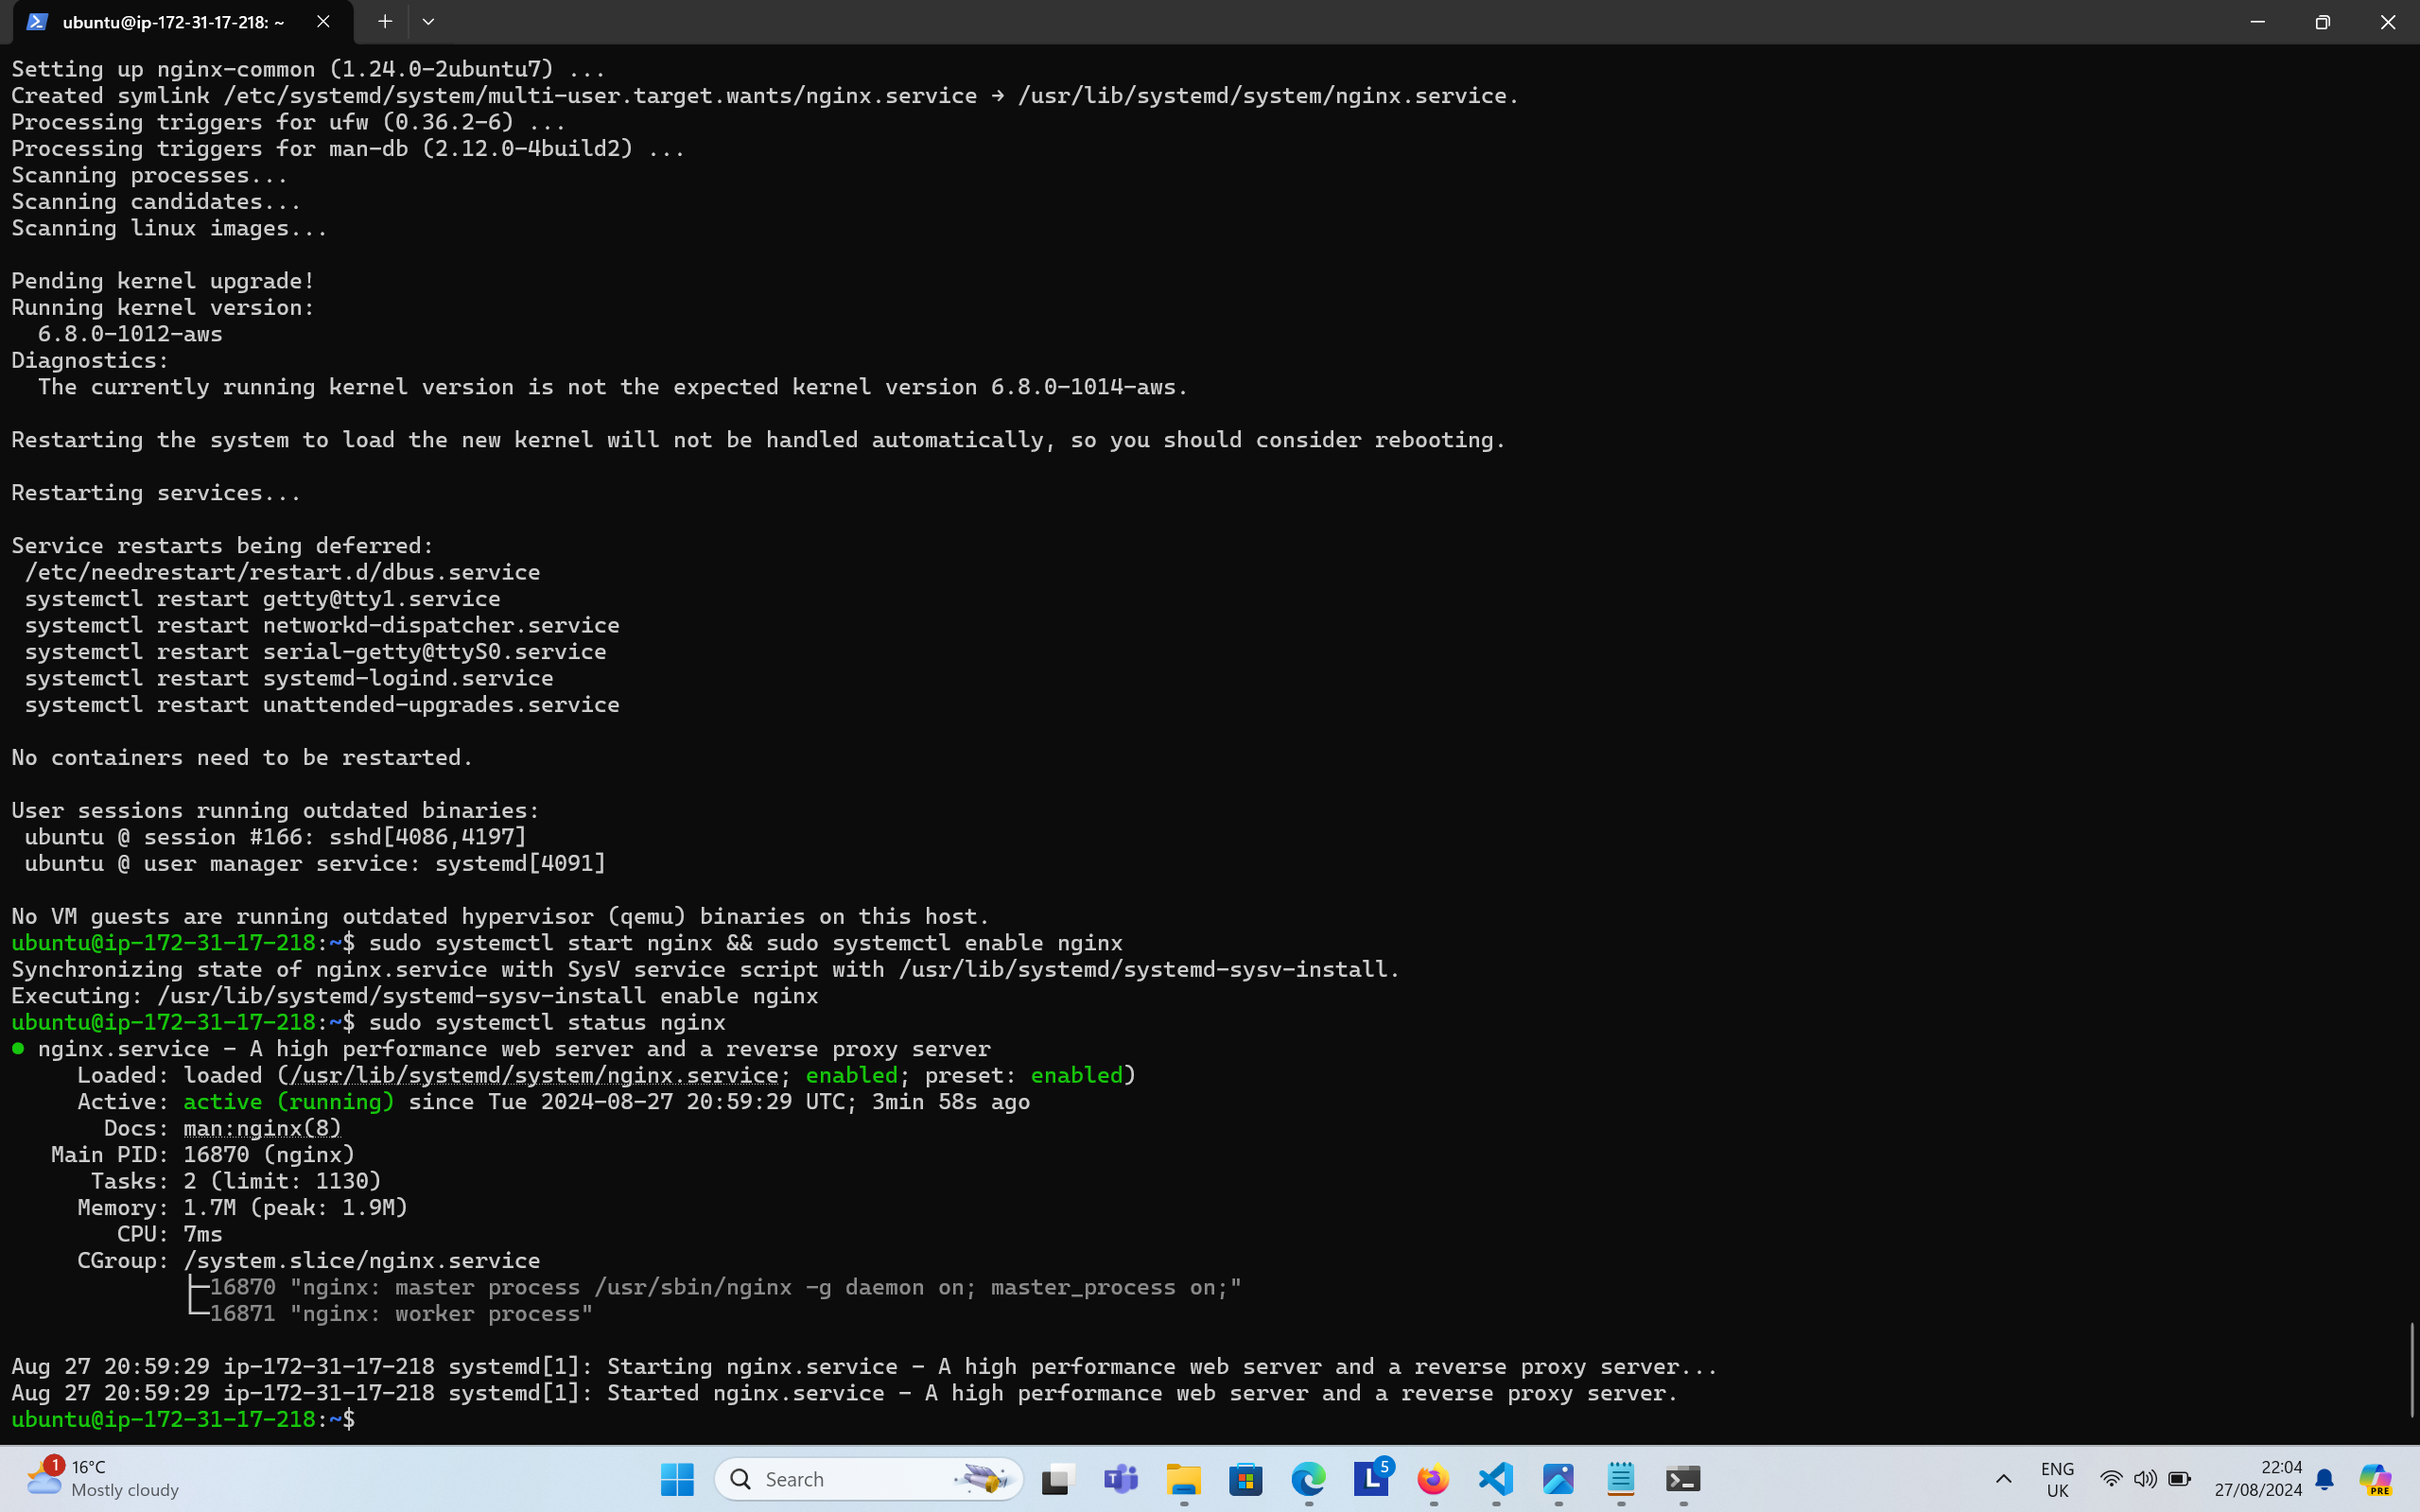 ubuntu@ip-172-31-17-218: ~
Setting up nginx-common (1.24.0-2ubuntu7) ...
Created symlink /etc/systemd/system/multi-user.target.wants/nginx.service → /usr/lib/systemd/system/nginx.service.
Processing triggers for ufw (0.36.2-6) ...
Processing triggers for man-db (2.12.0-4build2) ...
Scanning processes...
Scanning candidates...
Scanning linux images...
Pending kernel upgrade!
Running kernel version:
6.8.0-1012-aws
Diagnostics:
The currently running kernel version is not the expected kernel version 6.8.0-1014-aws.
Restarting the system to load the new kernel will not be handled automatically, so you should consider rebooting.
Restarting services...
Service restarts being deferred:
/etc/needrestart/restart.d/dbus.service
systemctl restart getty@tty1.service
systemctl restart networkd-dispatcher.service
systemctl restart serial-getty@ttyS0.service
systemctl restart systemd-logind.service
systemctl restart unattended-upgrades.service
No containers need to be restarted.
User sessions running outdated binaries:
ubuntu @ session #166: sshd[4086,4197]
ubuntu @ user manager service: systemd[4091]
No VM guests are running outdated hypervisor (qemu) binaries on this host.
ubuntu@ip-172-31-17-218:~$ sudo systemctl start nginx && sudo systemctl enable nginx
Synchronizing state of nginx.service with SysV service script with /usr/lib/systemd/systemd-sysv-install.
Executing: /usr/lib/systemd/systemd-sysv-install enable nginx
ubuntu@ip-172-31-17-218:~$ sudo systemctl status nginx
● nginx.service - A high performance web server and a reverse proxy server
Loaded: loaded (/usr/lib/systemd/system/nginx.service; enabled; preset: enabled)
Active: active (running) since Tue 2024-08-27 20:59:29 UTC; 3min 58s ago
Docs: man:nginx(8)
Main PID: 16870 (nginx)
Tasks: 2 (limit: 1130)
Memory: 1.7M (peak: 1.9M)
CPU: 7ms
CGroup: /system.slice/nginx.service
├─16870 "nginx: master process /usr/sbin/nginx -g daemon on; master_process on;"
└─16871 "nginx: worker process"
Aug 27 20:59:29 ip-172-31-17-218 systemd[1]: Starting nginx.service - A high performance web server and a reverse proxy server...
Aug 27 20:59:29 ip-172-31-17-218 systemd[1]: Started nginx.service - A high performance web server and a reverse proxy server.
ubuntu@ip-172-31-17-218:~$
1
16°C
Mostly cloudy
Search
T
L
5
ENG
UK
22:04
27/08/2024
PRE